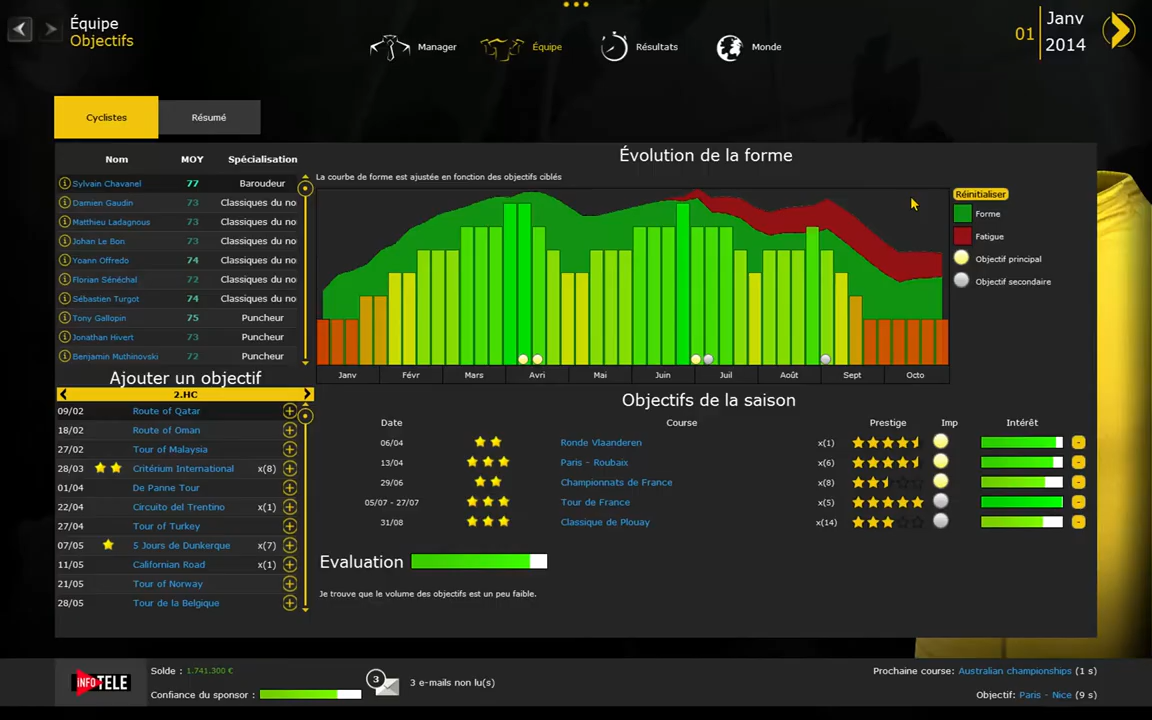 Équipe
Objectifs
Manager
Équipe
Résultats
Monde
01
Janv
2014
Cyclistes
Résumé
Nom MOY Spécialisation
Sylvain Chavanel 77 Baroudeur
Damien Gaudin 73 Classiques du no
Matthieu Ladagnous 73 Classiques du no
Johan Le Bon 73 Classiques du no
Yoann Offredo 74 Classiques du no
Florian Sénéchal 72 Classiques du no
Sébastien Turgot 74 Classiques du no
Tony Gallopin 75 Puncheur
Jonathan Hivert 73 Puncheur
Benjamin Muthinovski 72 Puncheur
Ajouter un objectif
2.HC
09/02 Route of Qatar
18/02 Route of Oman
27/02 Tour of Malaysia
28/03 Critérium International x(8)
01/04 De Panne Tour
22/04 Circuito del Trentino x(1)
27/04 Tour of Turkey
07/05 5 Jours de Dunkerque x(7)
11/05 Californian Road x(1)
21/05 Tour of Norway
28/05 Tour de la Belgique
Évolution de la forme
La courbe de forme est ajustée en fonction des objectifs ciblés
Réinitialiser
Forme
Fatigue
Objectif principal
Objectif secondaire
Janv Févr Mars Avri Mai Juin Juil Août Sept Octo
Objectifs de la saison
Date Course Prestige Imp Intérêt
06/04 Ronde Vlaanderen x(1)
13/04 Paris - Roubaix x(6)
29/06 Championnats de France x(8)
05/07 - 27/07 Tour de France x(5)
31/08 Classique de Plouay x(14)
Evaluation
Je trouve que le volume des objectifs est un peu faible.
INFO TELE
Solde : 1.741.300 €
Confiance du sponsor :
3
3 e-mails non lu(s)
Prochaine course: Australian championships (1 s)
Objectif: Paris - Nice (9 s)